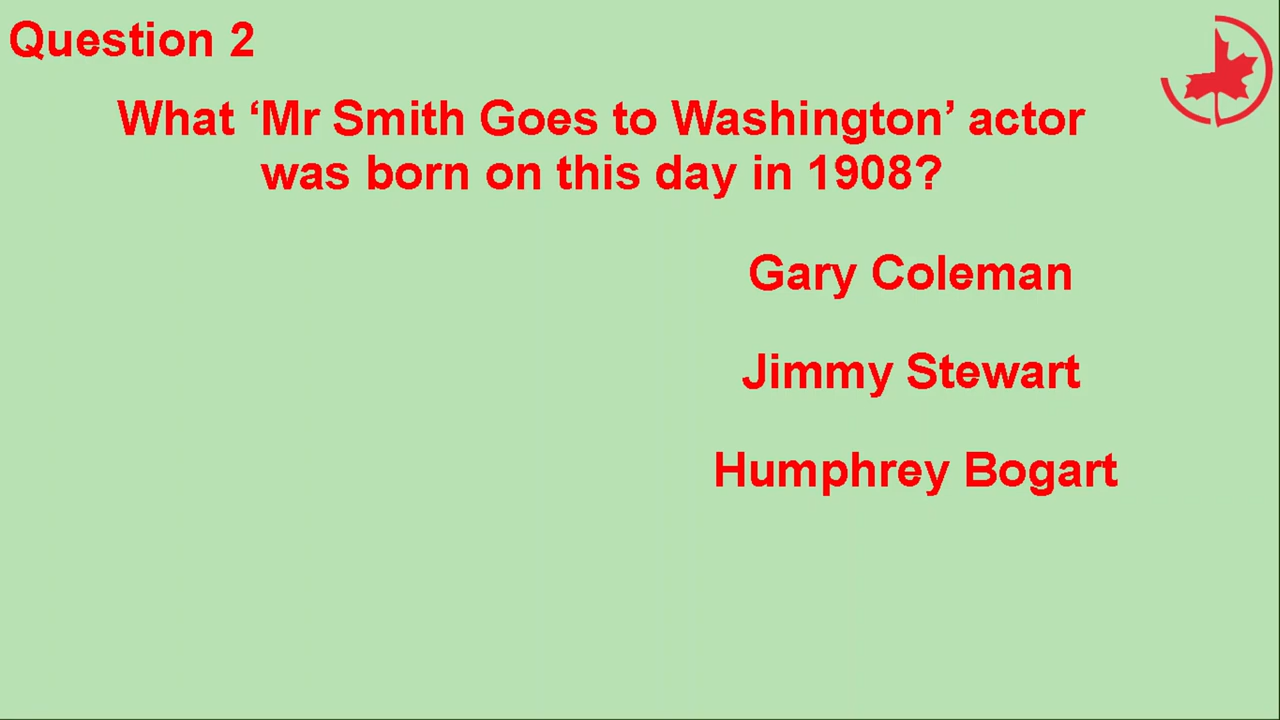 Question 2
What ‘Mr Smith Goes to Washington’ actor
was born on this day in 1908?
Gary Coleman
Jimmy Stewart
Humphrey Bogart